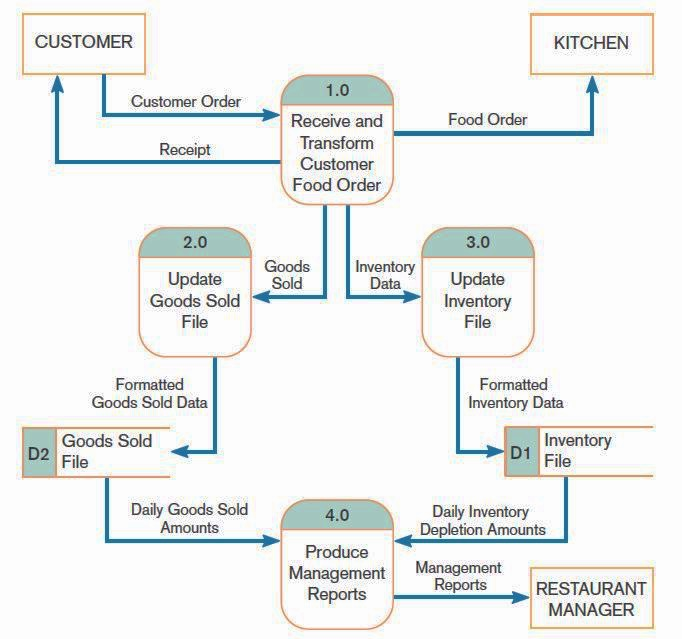 CUSTOMER
KITCHEN
1.0
Receive and
Transform
Customer
Food Order
Customer Order
Food Order
Receipt
2.0
Update
Goods Sold
File
Goods
Sold
Inventory
Data
3.0
Update
Inventory
File
Formatted
Goods Sold Data
Formatted
Inventory Data
D2
Goods Sold
File
D1
Inventory
File
Daily Goods Sold
Amounts
4.0
Produce
Management
Reports
Daily Inventory
Depletion Amounts
Management
Reports
RESTAURANT
MANAGER